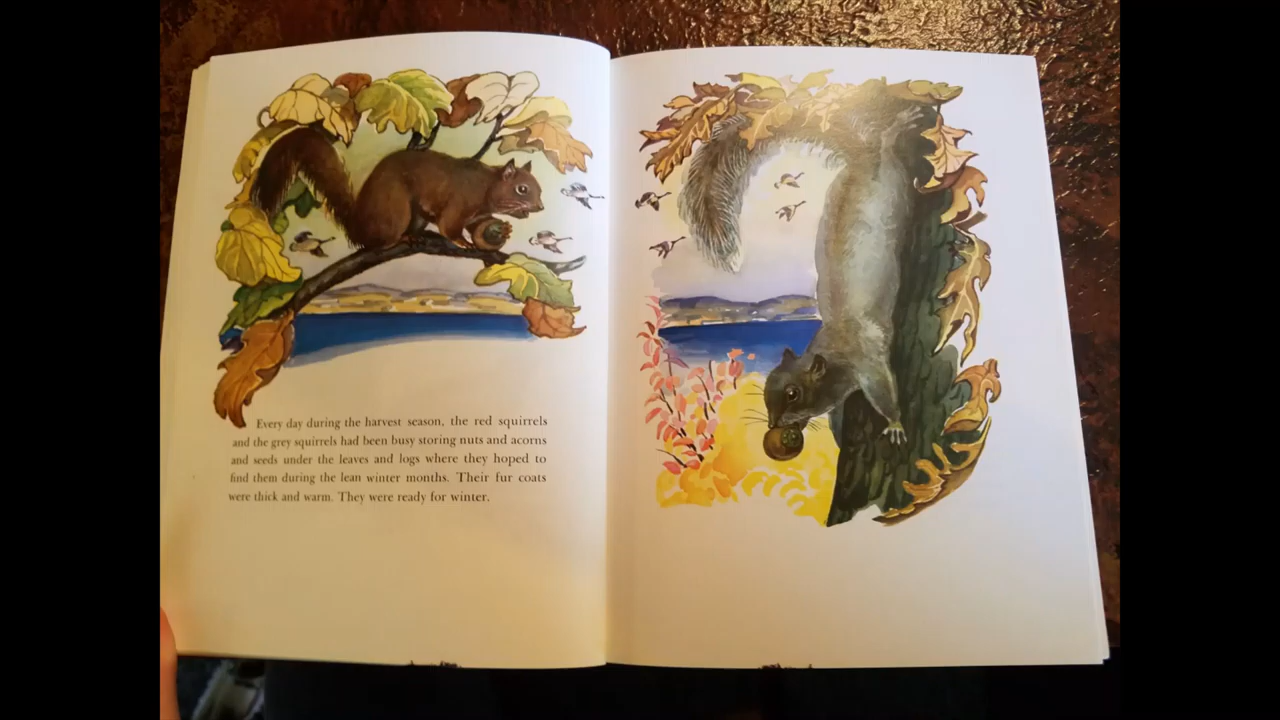 Every day during the harvest season, the red squirrels
and the grey squirrels had been busy storing nuts and acorns
and seeds under the leaves and logs where they hoped to
find them during the lean winter months. Their fur coats
were thick and warm. They were ready for winter.